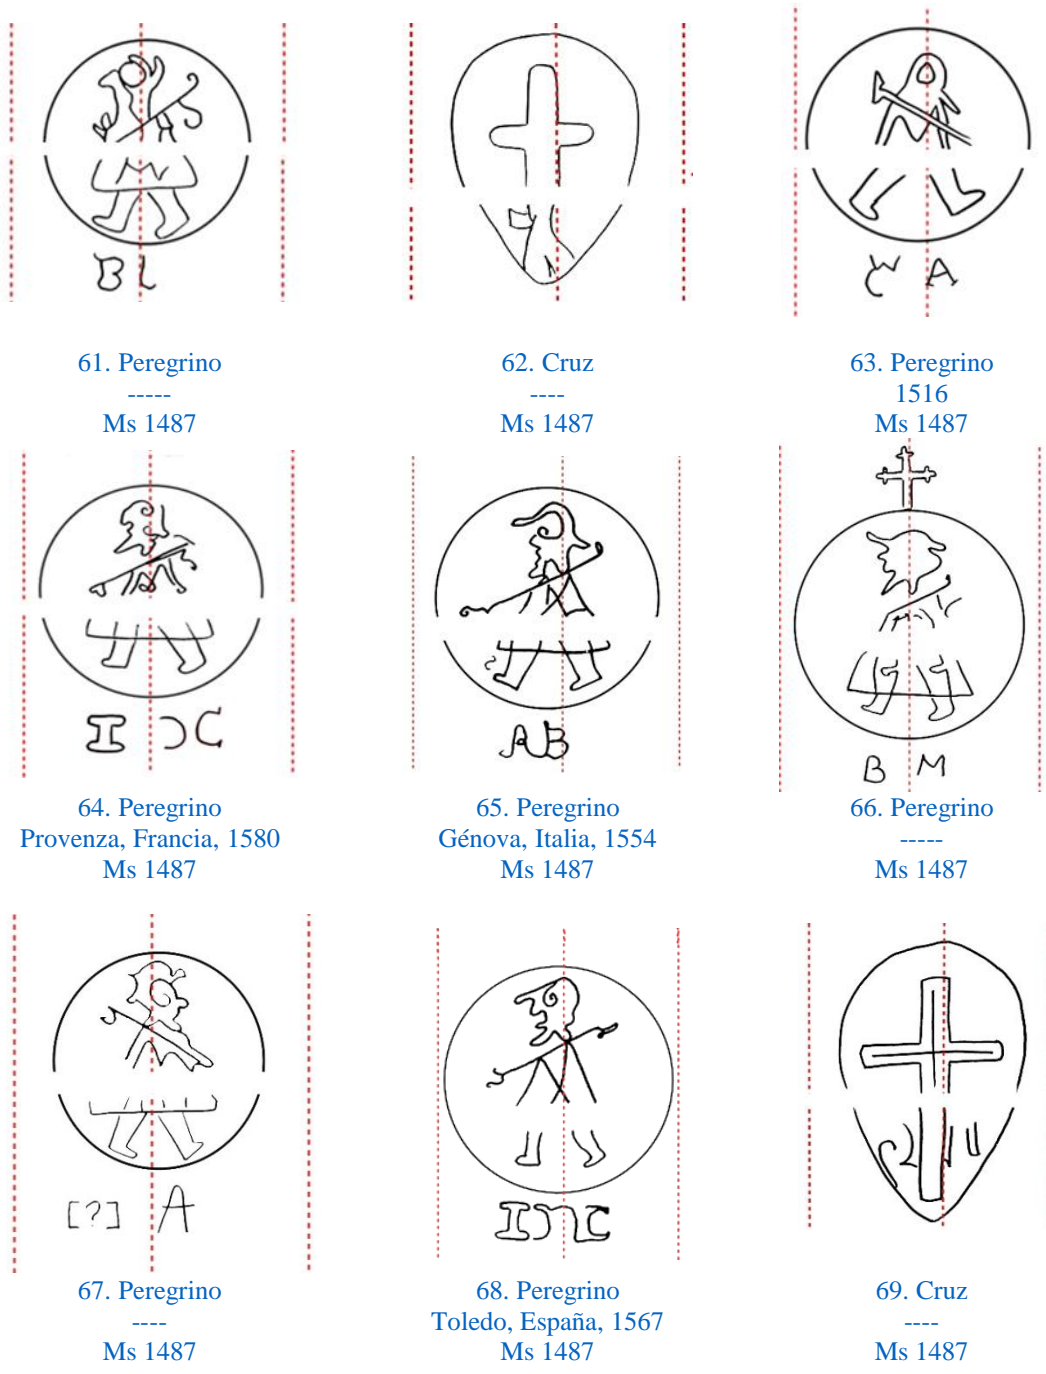 BL
61. Peregrino
-----
Ms 1487
62. Cruz
----
Ms 1487
A
63. Peregrino
1516
Ms 1487
I ƆC
64. Peregrino
Provenza, Francia, 1580
Ms 1487
AB
65. Peregrino
Génova, Italia, 1554
Ms 1487
B M
66. Peregrino
-----
Ms 1487
[?] A
67. Peregrino
----
Ms 1487
68. Peregrino
Toledo, España, 1567
Ms 1487
69. Cruz
----
Ms 1487